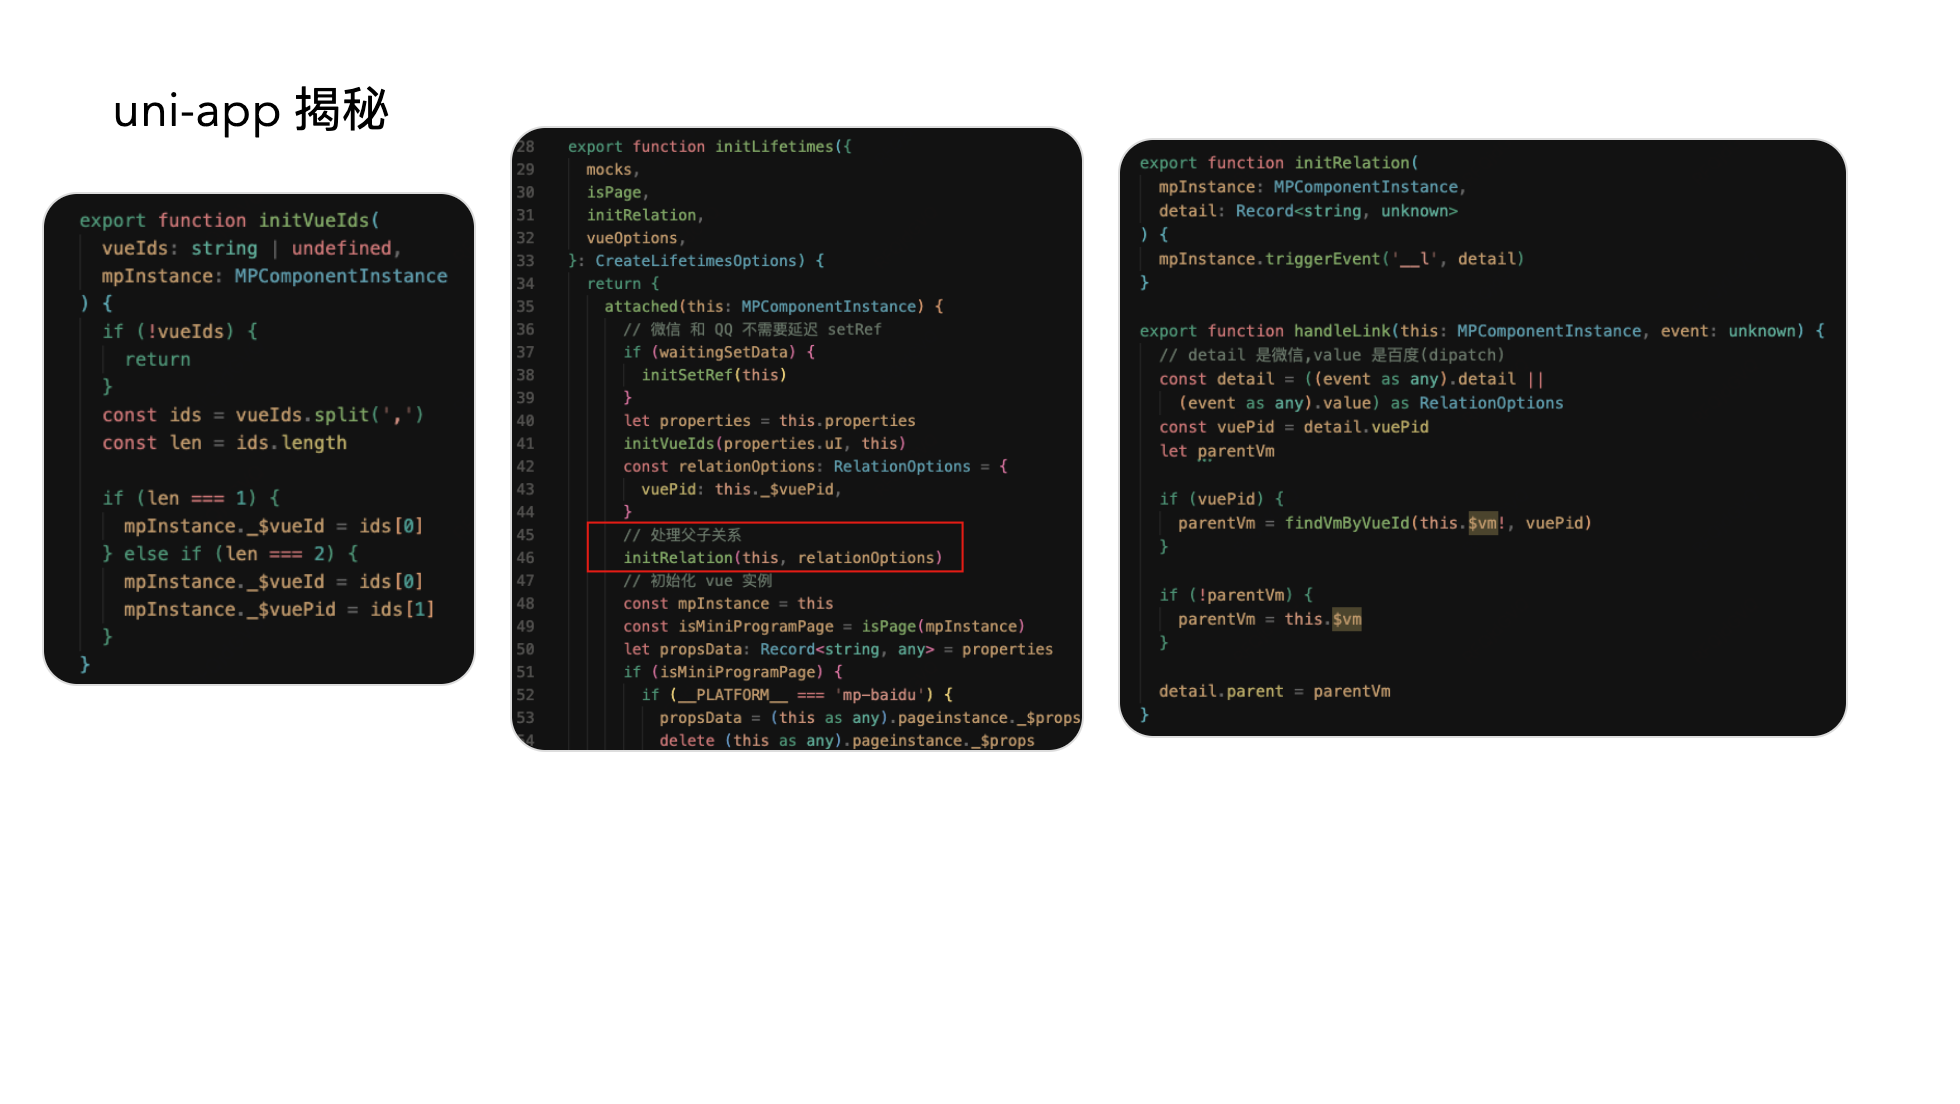 uni-app 揭秘
export function initVueIds(
vueIds: string | undefined,
mpInstance: MPComponentInstance
) {
if (!vueIds) {
return
}
const ids = vueIds.split(',')
const len = ids.length
if (len === 1) {
mpInstance._$vueId = ids[0]
} else if (len === 2) {
mpInstance._$vueId = ids[0]
mpInstance._$vuePid = ids[1]
}
}
28 export function initLifetimes({
29 mocks,
30 isPage,
31 initRelation,
32 vueOptions,
33 }: CreateLifetimesOptions) {
34 return {
35 attached(this: MPComponentInstance) {
36 // 微信 和 QQ 不需要延迟 setRef
37 if (waitingSetData) {
38 initSetRef(this)
39 }
40 let properties = this.properties
41 initVueIds(properties.uI, this)
42 const relationOptions: RelationOptions = {
43 vuePid: this._$vuePid,
44 }
45 // 处理父子关系
46 initRelation(this, relationOptions)
47 // 初始化 vue 实例
48 const mpInstance = this
49 const isMiniProgramPage = isPage(mpInstance)
50 let propsData: Record<string, any> = properties
51 if (isMiniProgramPage) {
52 if (__PLATFORM__ === 'mp-baidu') {
53 propsData = (this as any).pageinstance._$props
54 delete (this as any).pageinstance._$props
export function initRelation(
mpInstance: MPComponentInstance,
detail: Record<string, unknown>
) {
mpInstance.triggerEvent('__l', detail)
}
export function handleLink(this: MPComponentInstance, event: unknown) {
// detail 是微信,value 是百度(dipatch)
const detail = ((event as any).detail ||
(event as any).value) as RelationOptions
const vuePid = detail.vuePid
let parentVm
if (vuePid) {
parentVm = findVmByVueId(this.$vm!, vuePid)
}
if (!parentVm) {
parentVm = this.$vm
}
detail.parent = parentVm
}